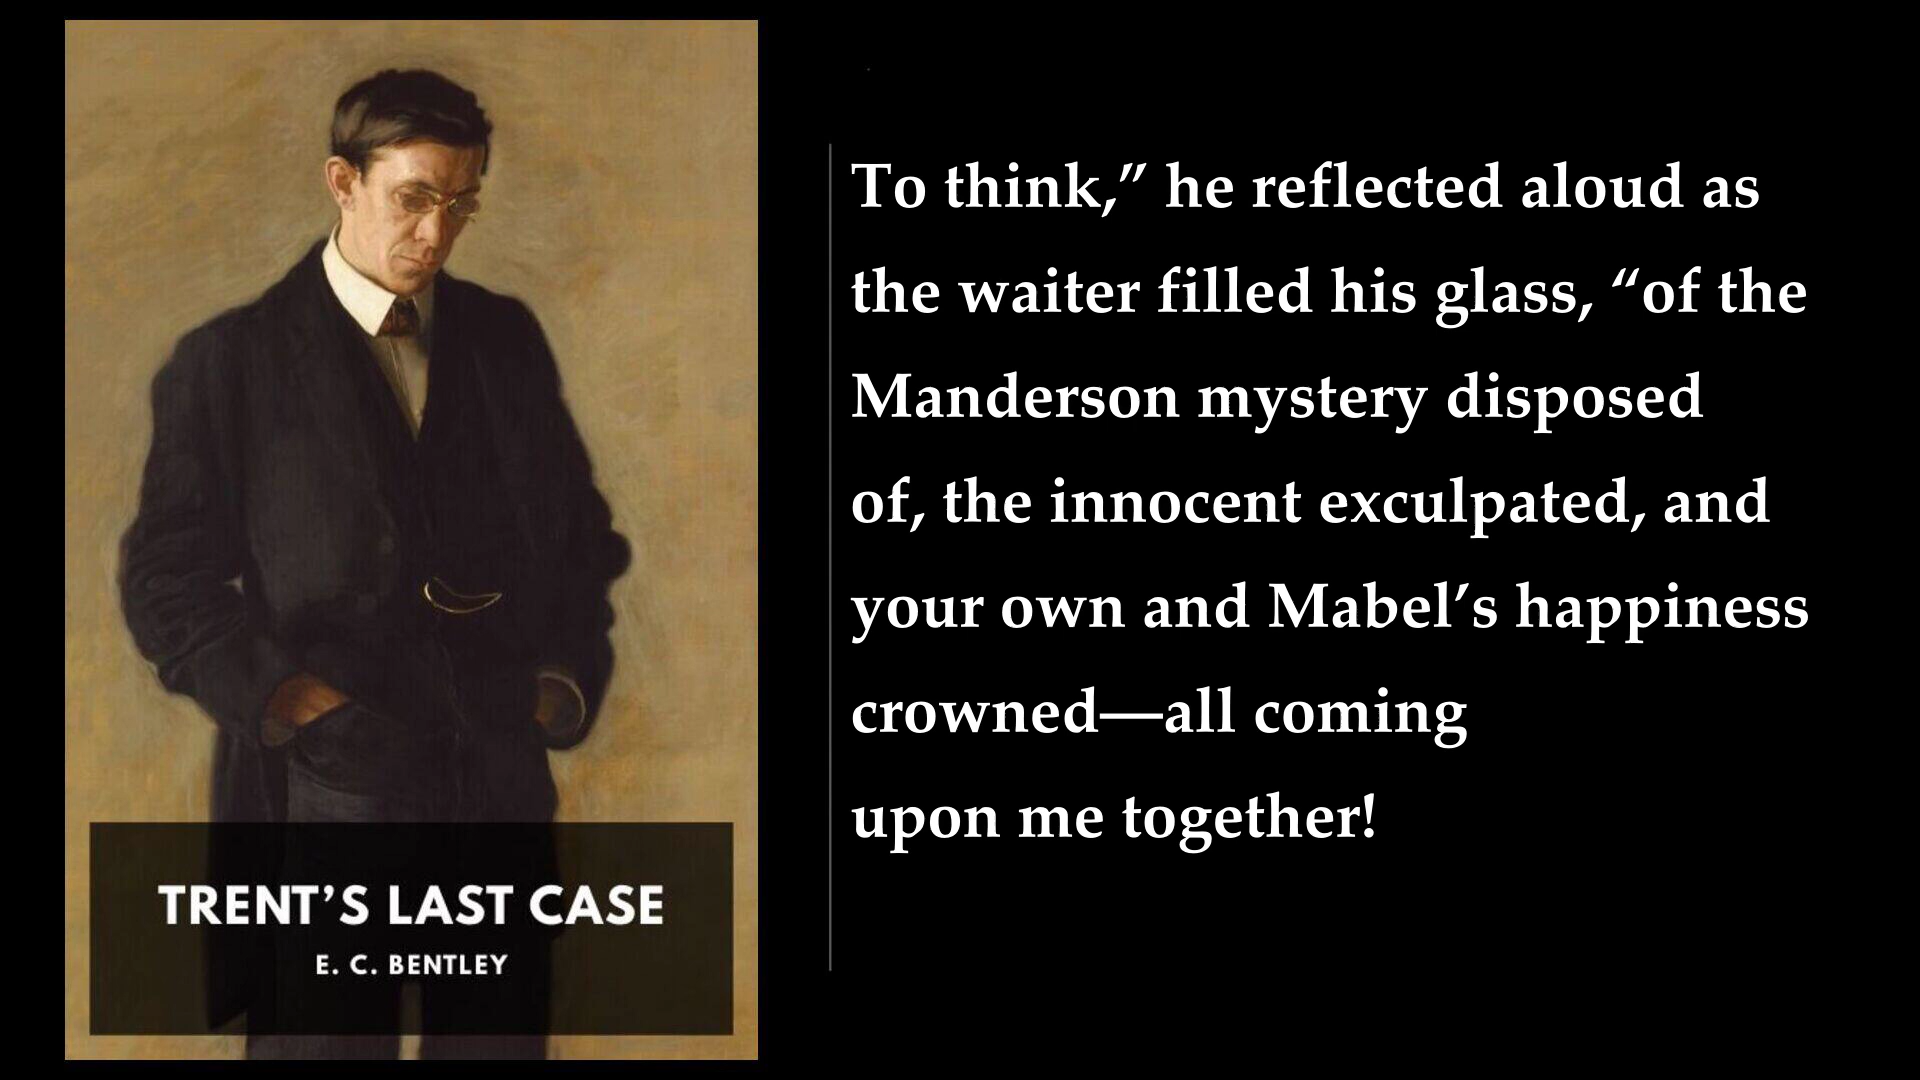 TRENT’S LAST CASE
E. C. BENTLEY
To think,” he reflected aloud as
the waiter filled his glass, “of the
Manderson mystery disposed
of, the innocent exculpated, and
your own and Mabel’s happiness
crowned—all coming
upon me together!